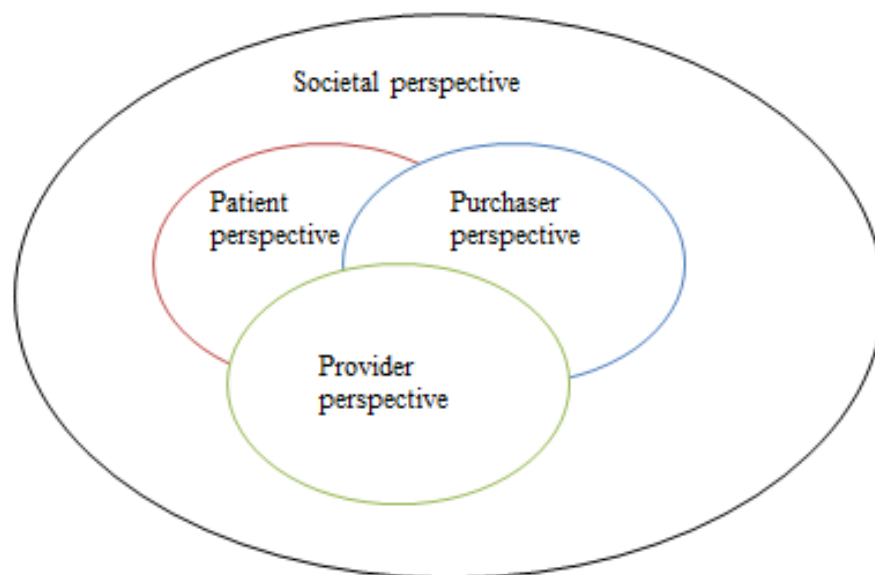 Societal perspective
Patient
perspective
Purchaser
perspective
Provider
perspective